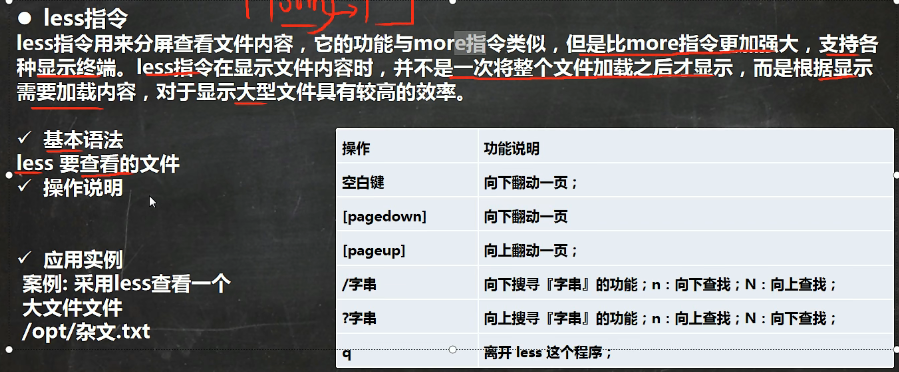 ● less指令
less指令用来分屏查看文件内容，它的功能与more指令类似，但是比more指令更加强大，支持各
种显示终端。less指令在显示文件内容时，并不是一次将整个文件加载之后才显示，而是根据显示
需要加载内容，对于显示大型文件具有较高的效率。
✓ 基本语法
less 要查看的文件
✓ 操作说明
✓ 应用实例
案例: 采用less查看一个
大文件文件
/opt/杂文.txt
操作 功能说明
空白键 向下翻动一页；
[pagedown] 向下翻动一页
[pageup] 向上翻动一页；
/字串 向下搜寻『字串』的功能；n：向下查找；N：向上查找；
?字串 向上搜寻『字串』的功能；n：向上查找；N：向下查找；
q 离开 less 这个程序；